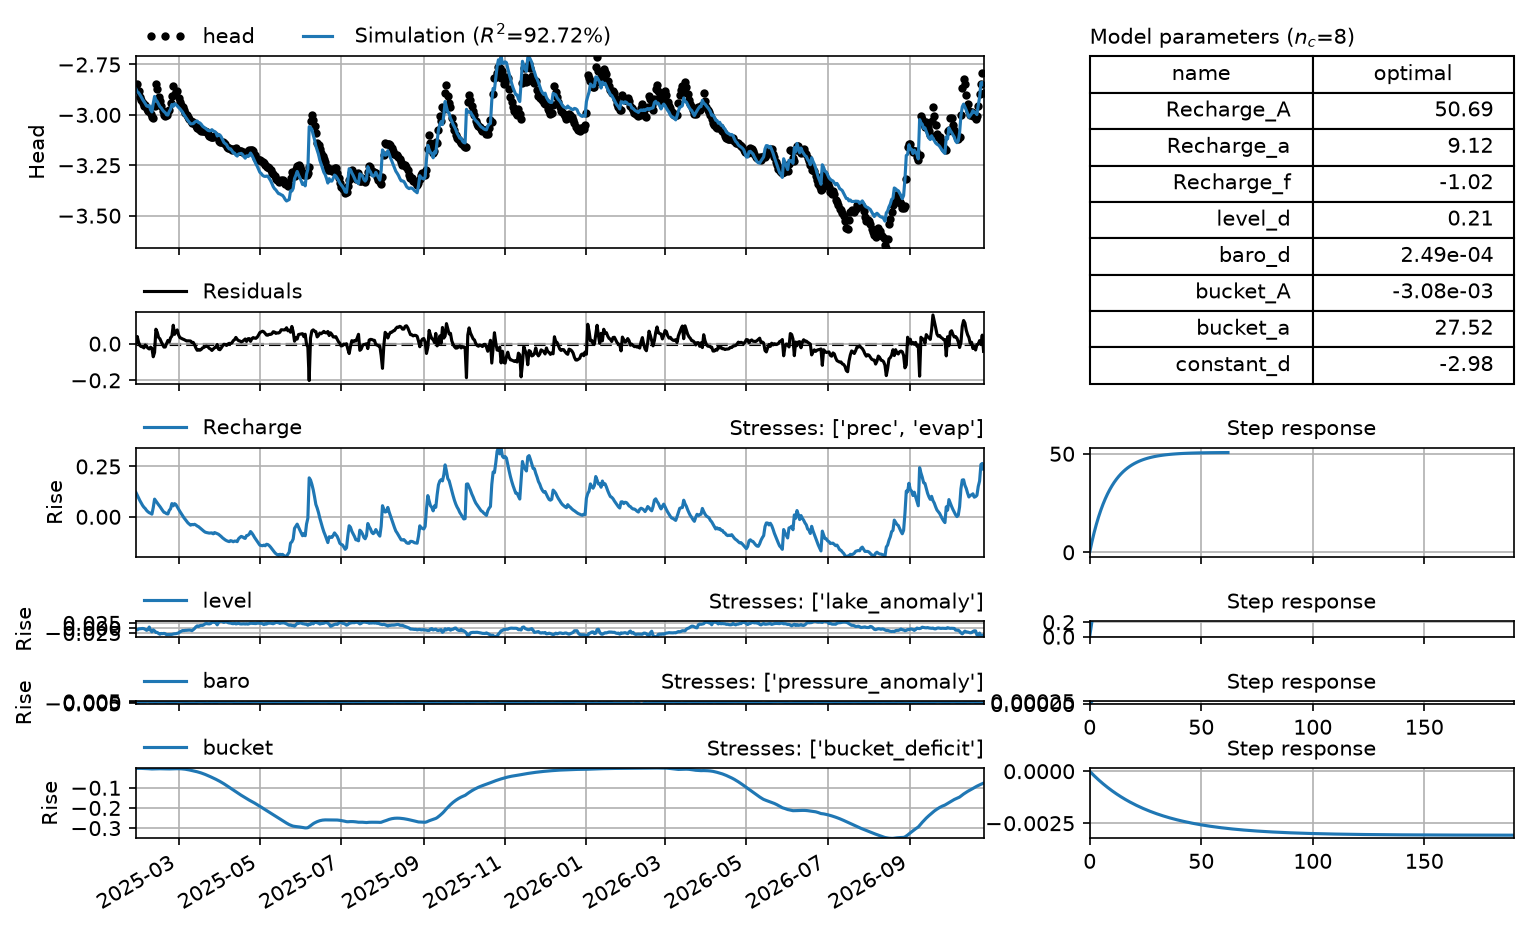 head Simulation (R²=92.72%)
Model parameters (n_c=8)
Head
−2.75
−3.00
−3.25
−3.50
name optimal
Recharge_A 50.69
Recharge_a 9.12
Recharge_f -1.02
level_d 0.21
baro_d 2.49e-04
bucket_A -3.08e-03
bucket_a 27.52
constant_d -2.98
Residuals
0.0
−0.2
Recharge Stresses: ['prec', 'evap']
Rise
0.25
0.00
Step response
50
0
level Stresses: ['lake_anomaly']
Rise
−0.025
Step response
0.2
0.0
baro Stresses: ['pressure_anomaly']
Rise
Step response
0 50 100 150
bucket Stresses: ['bucket_deficit']
Rise
−0.1
−0.2
−0.3
Step response
0.0000
−0.0025
0 50 100 150
2025-03 2025-05 2025-07 2025-09 2025-11 2026-01 2026-03 2026-05 2026-07 2026-09